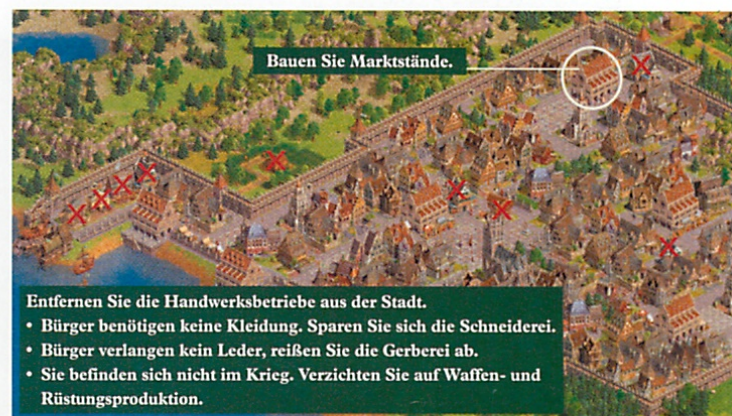 Bauen Sie Marktstände.
Entfernen Sie die Handwerksbetriebe aus der Stadt.
• Bürger benötigen keine Kleidung. Sparen Sie sich die Schneiderei.
• Bürger verlangen kein Leder, reißen Sie die Gerberei ab.
• Sie befinden sich nicht im Krieg. Verzichten Sie auf Waffen- und
Rüstungsproduktion.